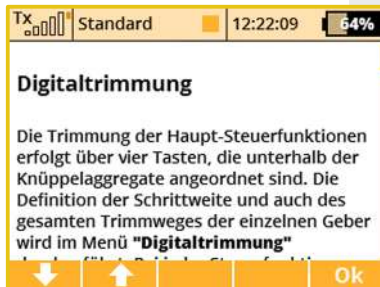 Tx Standard 12:22:09 64%
Digitaltrimmung
Die Trimmung der Haupt-Steuerfunktionen
erfolgt über vier Tasten, die unterhalb der
Knüppelaggregate angeordnet sind. Die
Definition der Schrittweite und auch des
gesamten Trimmweges der einzelnen Geber
wird im Menü "Digitaltrimmung"
Ok